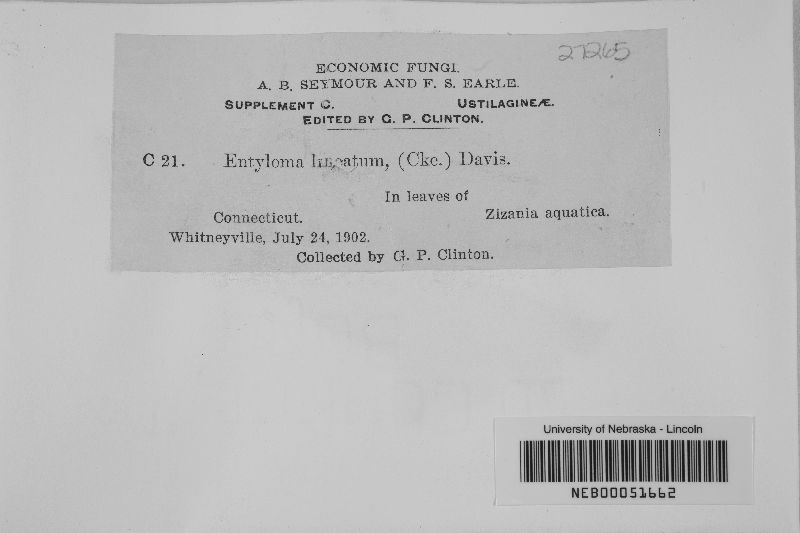 27265
ECONOMIC FUNGI.
A. B. SEYMOUR AND F. S. EARLE.
SUPPLEMENT C. USTILAGINEÆ.
EDITED BY G. P. CLINTON.
C 21. Entyloma lineatum, (Cke.) Davis.
In leaves of
Connecticut. Zizania aquatica.
Whitneyville, July 24, 1902.
Collected by G. P. Clinton.
University of Nebraska - Lincoln
NEB00051662